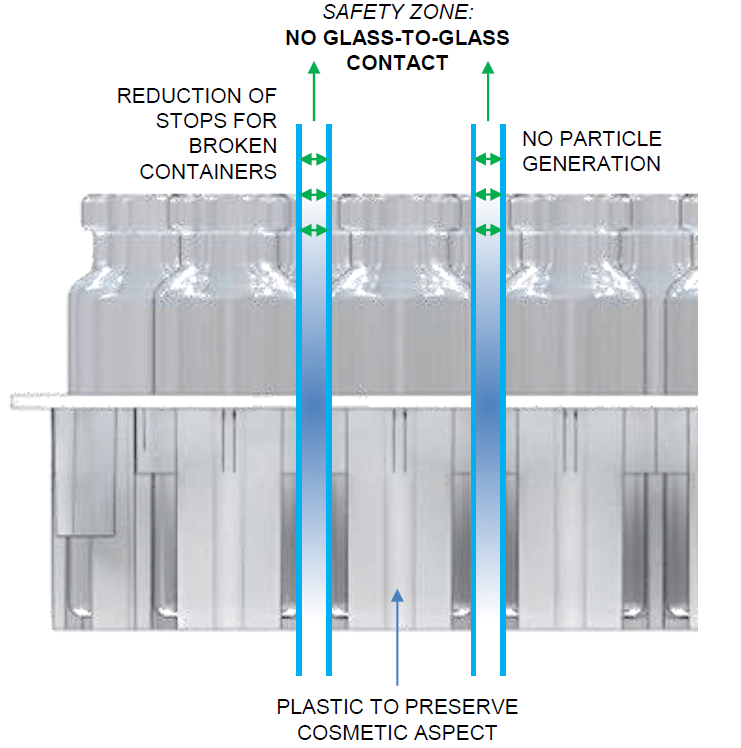 SAFETY ZONE:
NO GLASS-TO-GLASS
CONTACT
REDUCTION OF
STOPS FOR
BROKEN
CONTAINERS
NO PARTICLE
GENERATION
PLASTIC TO PRESERVE
COSMETIC ASPECT